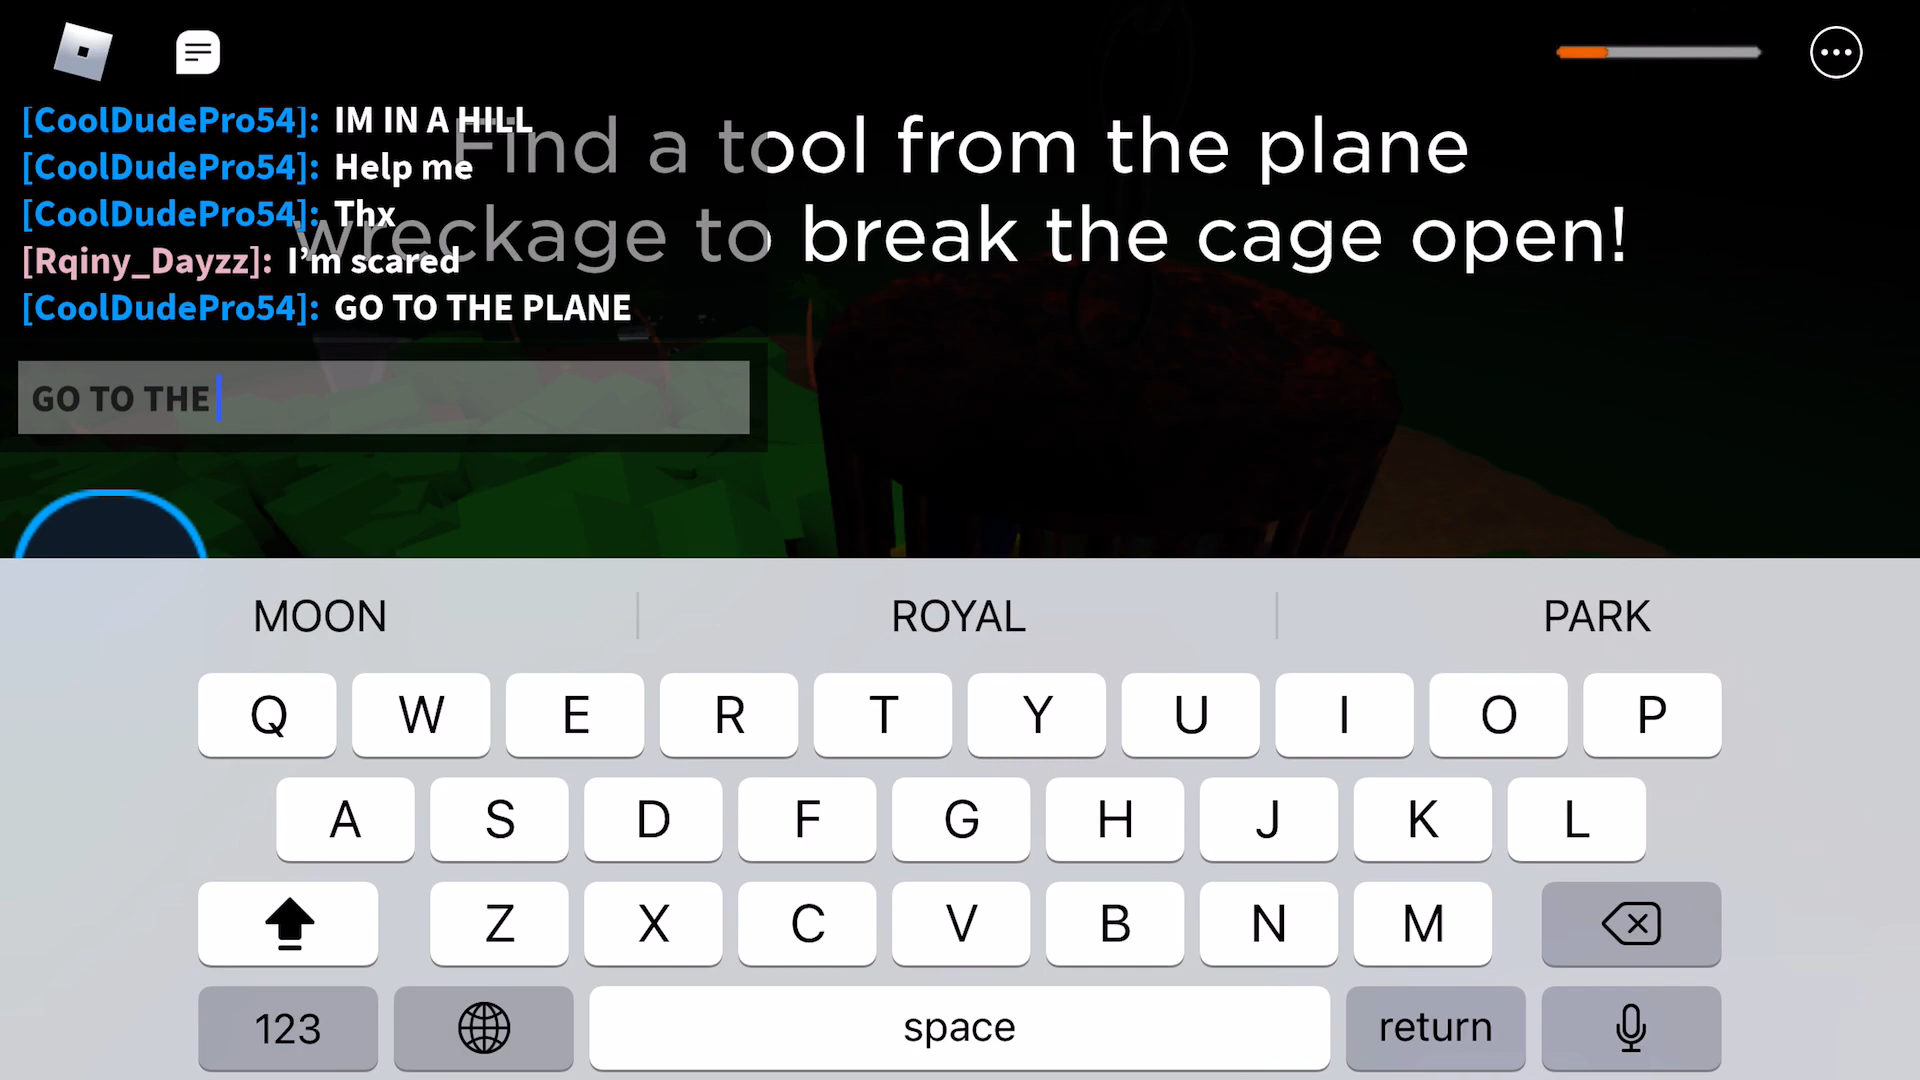 [CoolDudePro54]: IM IN A HILL
[CoolDudePro54]: Help me
[CoolDudePro54]: Thx
[Rqiny_Dayzz]: I’m scared
[CoolDudePro54]: GO TO THE PLANE
Find a tool from the plane
wreckage to break the cage open!
GO TO THE
MOON ROYAL PARK
Q W E R T Y U I O P
A S D F G H J K L
Z X C V B N M
123 space return